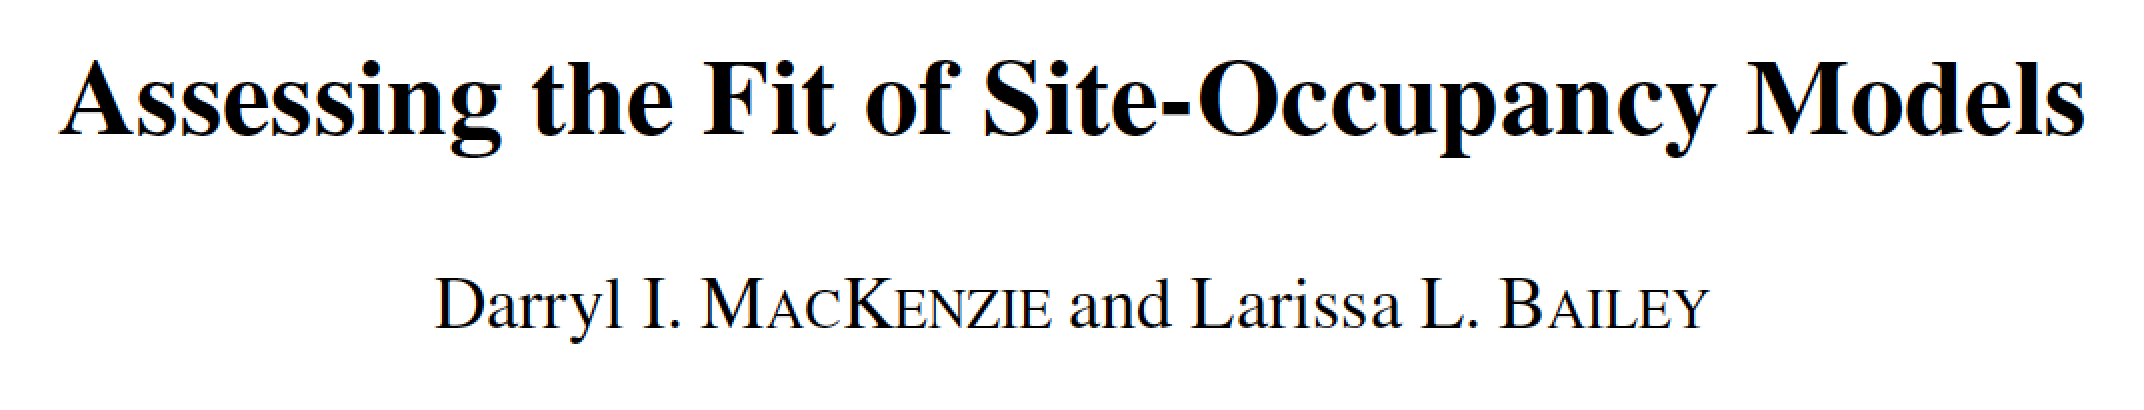 Assessing the Fit of Site-Occupancy Models
Darryl I. MACKENZIE and Larissa L. BAILEY